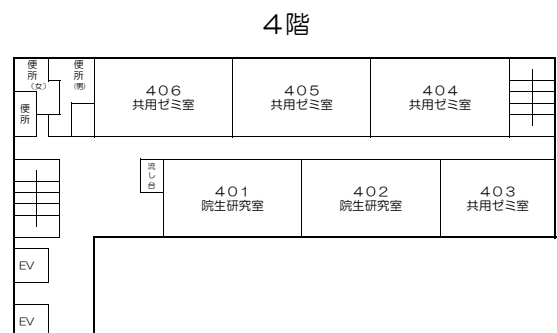 4階
便所
(女)
便所
(男)
便所
406
共用ゼミ室
405
共用ゼミ室
404
共用ゼミ室
流し台
401
院生研究室
402
院生研究室
403
共用ゼミ室
EV
EV